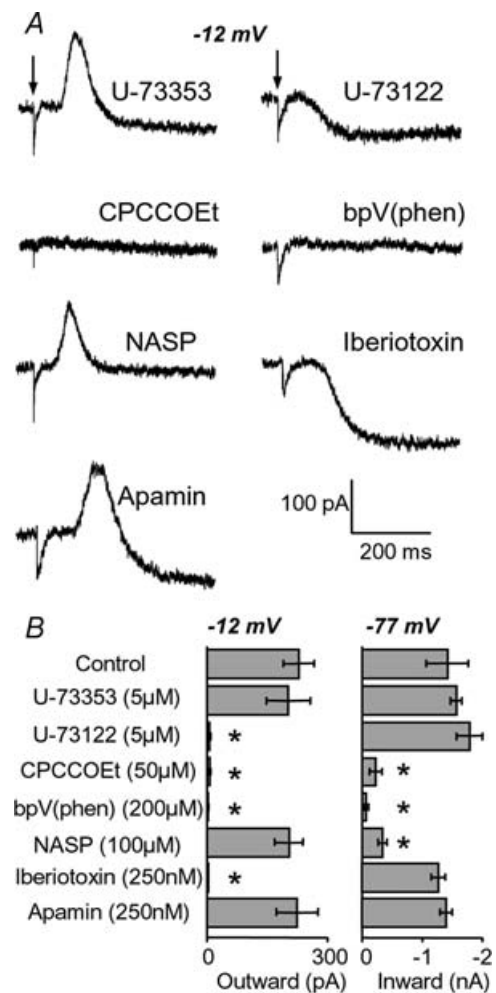 A
-12 mV
U-73353
U-73122
CPCCOEt
bpV(phen)
NASP
Iberiotoxin
Apamin
100 pA
200 ms
B
-12 mV
-77 mV
Control
U-73353 (5µM)
U-73122 (5µM)
*
CPCCOEt (50µM)
* *
bpV(phen) (200µM)
* *
NASP (100µM)
*
Iberiotoxin (250nM)
*
Apamin (250nM)
0 300 0 -1 -2
Outward (pA) Inward (nA)